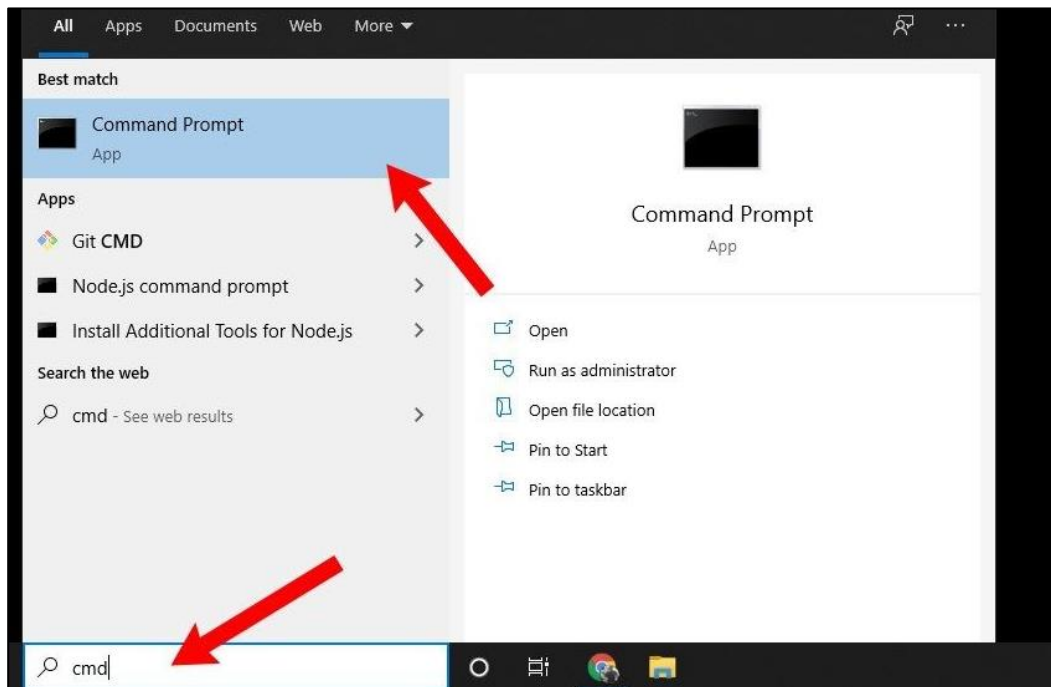 All Apps Documents Web More
Best match
Command Prompt
App
Apps
Git CMD
Node.js command prompt
Install Additional Tools for Node.js
Search the web
cmd - See web results
Command Prompt
App
Open
Run as administrator
Open file location
Pin to Start
Pin to taskbar
cmd